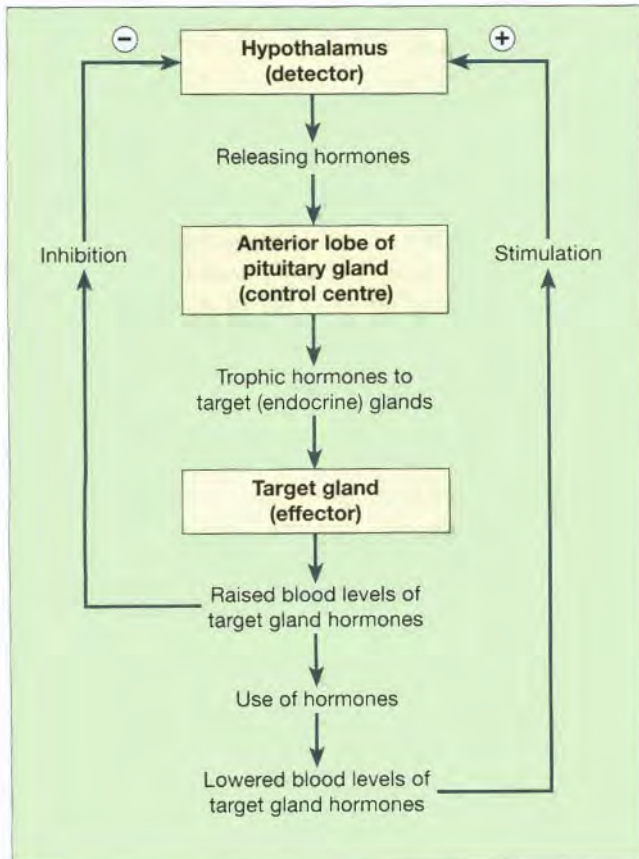 −
+
Hypothalamus
(detector)
Releasing hormones
Inhibition
Anterior lobe of
pituitary gland
(control centre)
Stimulation
Trophic hormones to
target (endocrine) glands
Target gland
(effector)
Raised blood levels of
target gland hormones
Use of hormones
Lowered blood levels of
target gland hormones